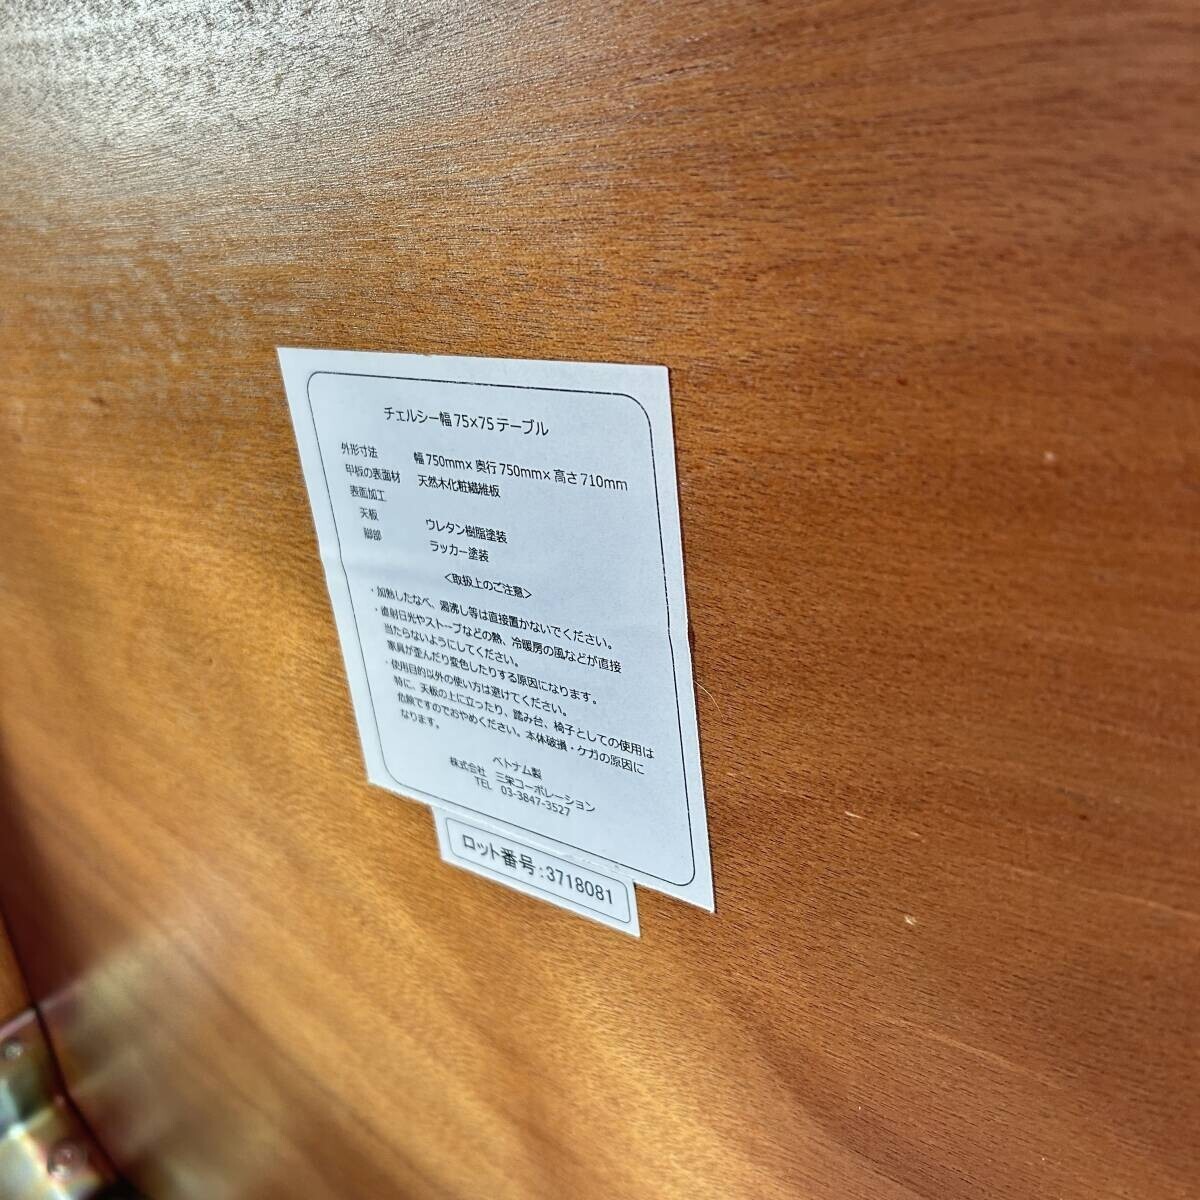 チェルシー幅 75×75 テーブル
外形寸法 幅 750mm× 奥行 750mm× 高さ 710mm
甲板の表面材 天然木化粧繊維板
表面加工
天板 ウレタン樹脂塗装
脚部 ラッカー塗装
<取扱上のご注意>
・加熱したなべ、湯沸し等は直接置かないでください。
・直射日光やストーブなどの熱、冷暖房の風などが直接
当たらないようにしてください。
家具が歪んだり変色したりする原因になります。
・使用目的以外の使い方は避けてください。
特に、天板の上に立ったり、踏み台、椅子としての使用は
危険ですのでおやめください。本体破損・ケガの原因に
なります。
ベトナム製
株式会社 三栄コーポレーション
TEL 03-3847-3527
ロット番号:3718081